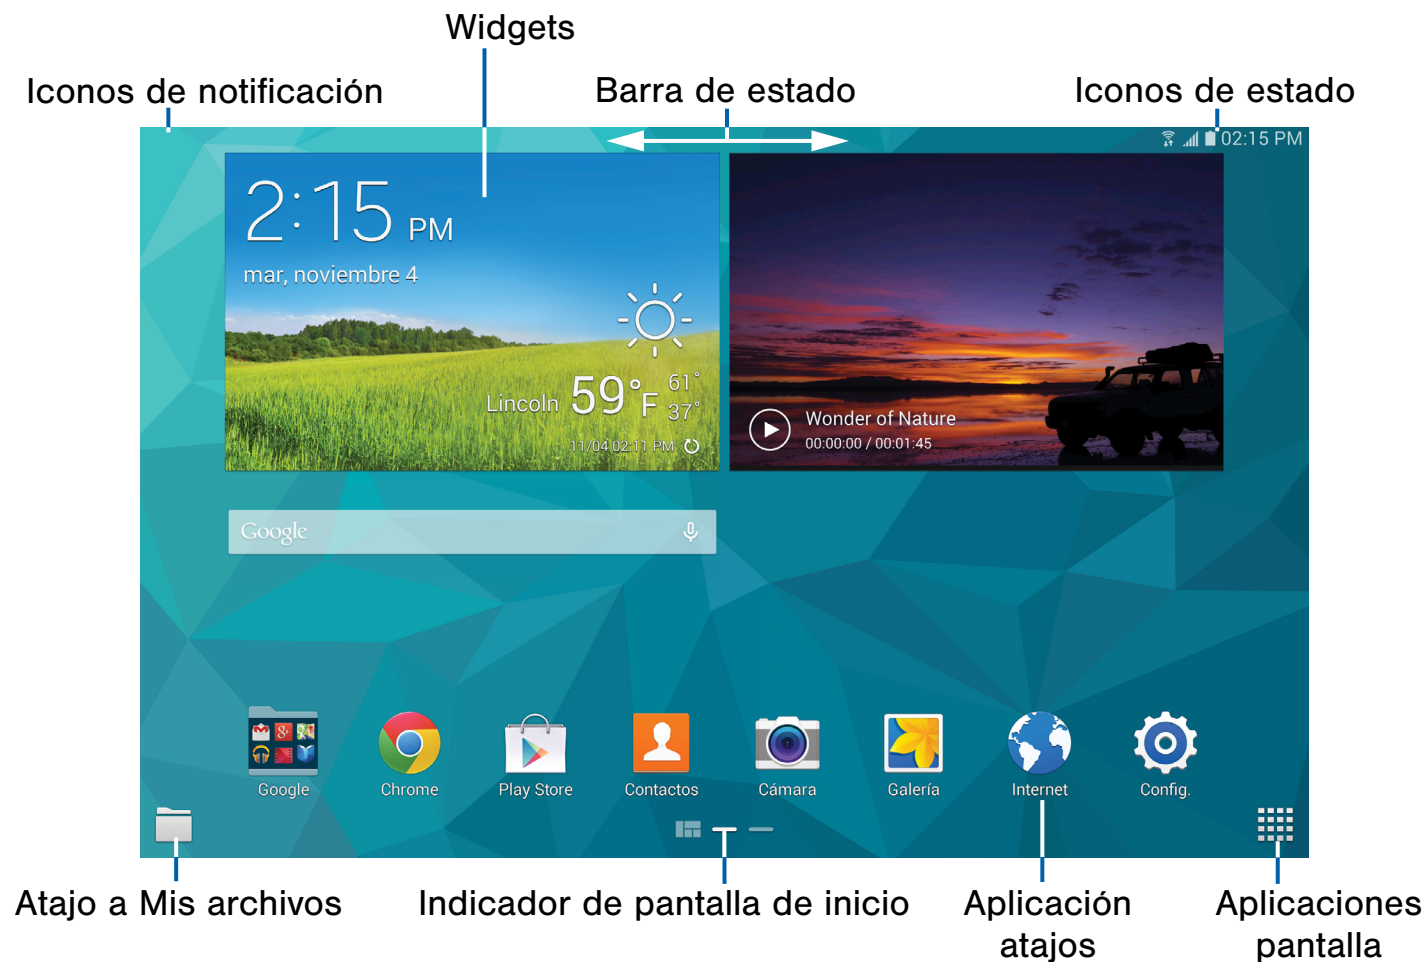 Widgets
Iconos de notificación
Barra de estado
Iconos de estado
02:15 PM
2:15 PM
mar, noviembre 4
Lincoln 59°F 61° 37°
11/04 02:11 PM
Wonder of Nature
00:00:00 / 00:01:45
Google
Google
Chrome
Play Store
Contactos
Cámara
Galería
Internet
Config.
Atajo a Mis archivos
Indicador de pantalla de inicio
Aplicación
atajos
Aplicaciones
pantalla